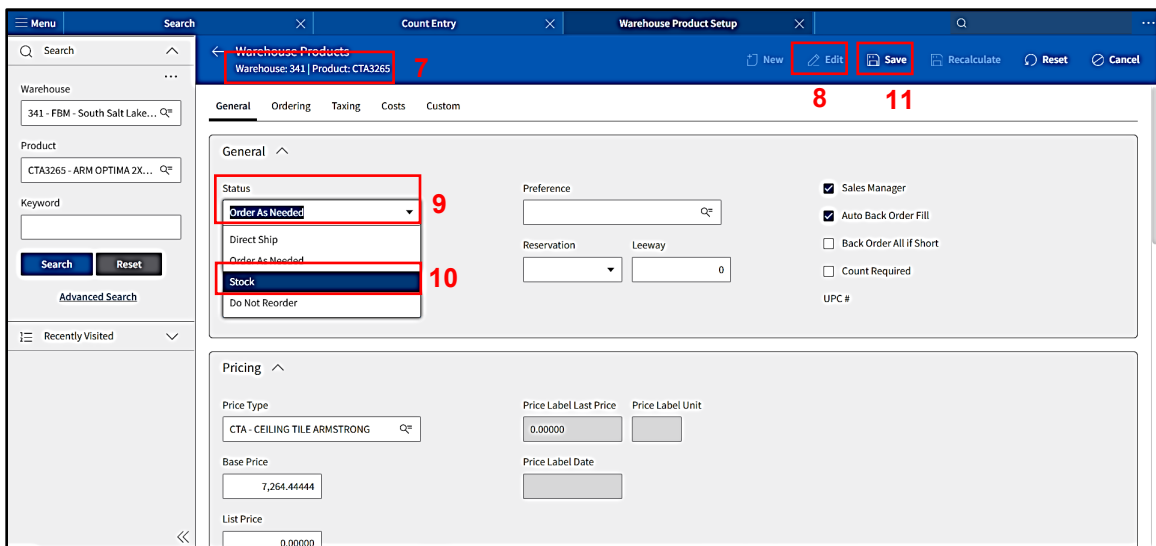 Menu
Search
Count Entry
Warehouse Product Setup
Search
Warehouse
341 - FBM - South Salt Lake...
Product
CTA3265 - ARM OPTIMA 2X...
Keyword
Search Reset
Advanced Search
Recently Visited
Warehouse Products
Warehouse: 341 | Product: CTA3265
7
New
Edit
Save
Recalculate
Reset
Cancel
8
11
General Ordering Taxing Costs Custom
General
Status
Order As Needed
9
Direct Ship
Order As Needed
Stock
10
Do Not Reorder
Preference
Reservation Leeway
0
Sales Manager
Auto Back Order Fill
Back Order All if Short
Count Required
UPC #
Pricing
Price Type
CTA - CEILING TILE ARMSTRONG
Price Label Last Price Price Label Unit
0.00000
Base Price
7,264.44444
Price Label Date
List Price
0.00000